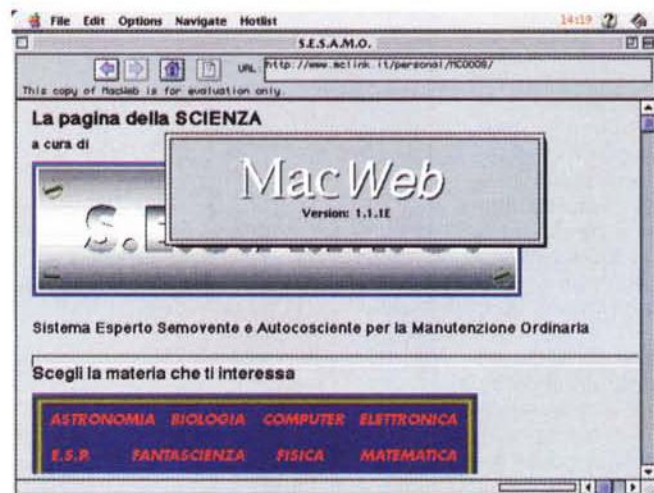 File Edit Options Navigate Hotlist 14:19
S.E.S.A.M.O.
URL http://www.mclink.it/personal/MC0008/
This copy of MacWeb is for evaluation only.
La pagina della SCIENZA
a cura di
MacWeb
Version: 1.1.1E
Sistema Esperto Semovente e Autocosciente per la Manutenzione Ordinaria
Scegli la materia che ti interessa
ASTRONOMIA BIOLOGIA COMPUTER ELETTRONICA
E.S.P. FANTASCIENZA FISICA MATEMATICA